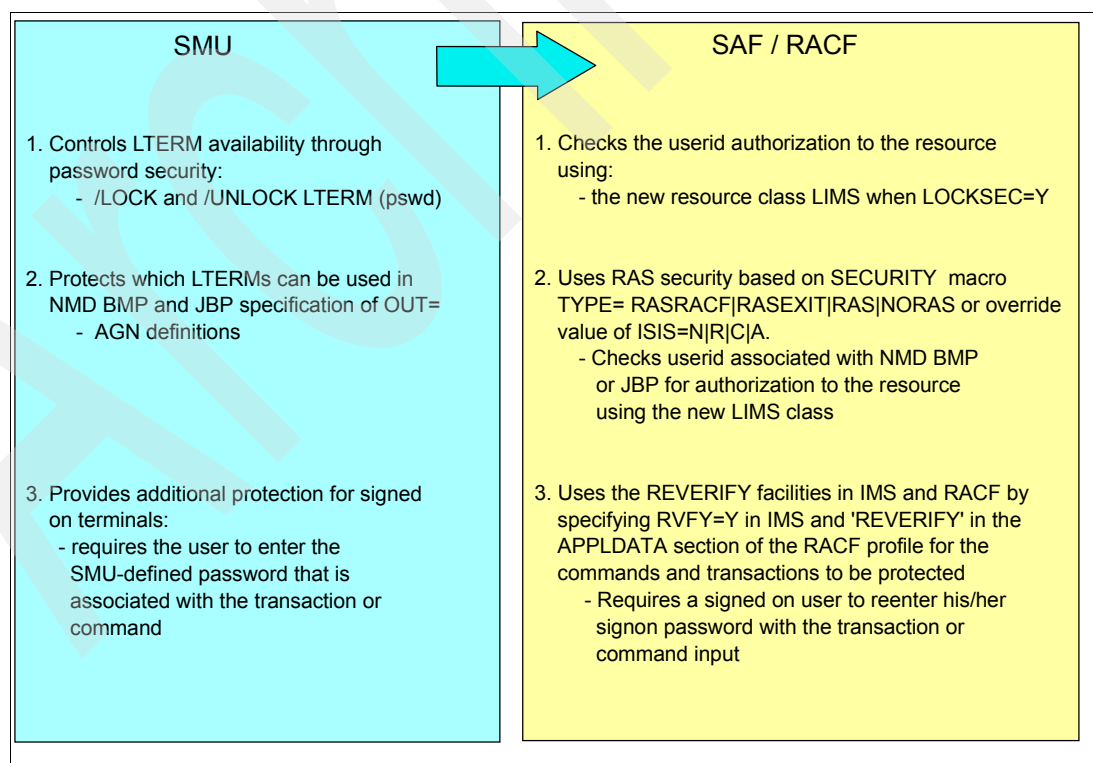 SMU
1. Controls LTERM availability through
password security:
- /LOCK and /UNLOCK LTERM (pswd)
2. Protects which LTERMs can be used in
NMD BMP and JBP specification of OUT=
- AGN definitions
3. Provides additional protection for signed
on terminals:
- requires the user to enter the
SMU-defined password that is
associated with the transaction or
command
SAF / RACF
1. Checks the userid authorization to the resource
using:
- the new resource class LIMS when LOCKSEC=Y
2. Uses RAS security based on SECURITY macro
TYPE= RASRACF|RASEXIT|RAS|NORAS or override
value of ISIS=N|R|C|A.
- Checks userid associated with NMD BMP
or JBP for authorization to the resource
using the new LIMS class
3. Uses the REVERIFY facilities in IMS and RACF by
specifying RVFY=Y in IMS and 'REVERIFY' in the
APPLDATA section of the RACF profile for the
commands and transactions to be protected
- Requires a signed on user to reenter his/her
signon password with the transaction or
command input